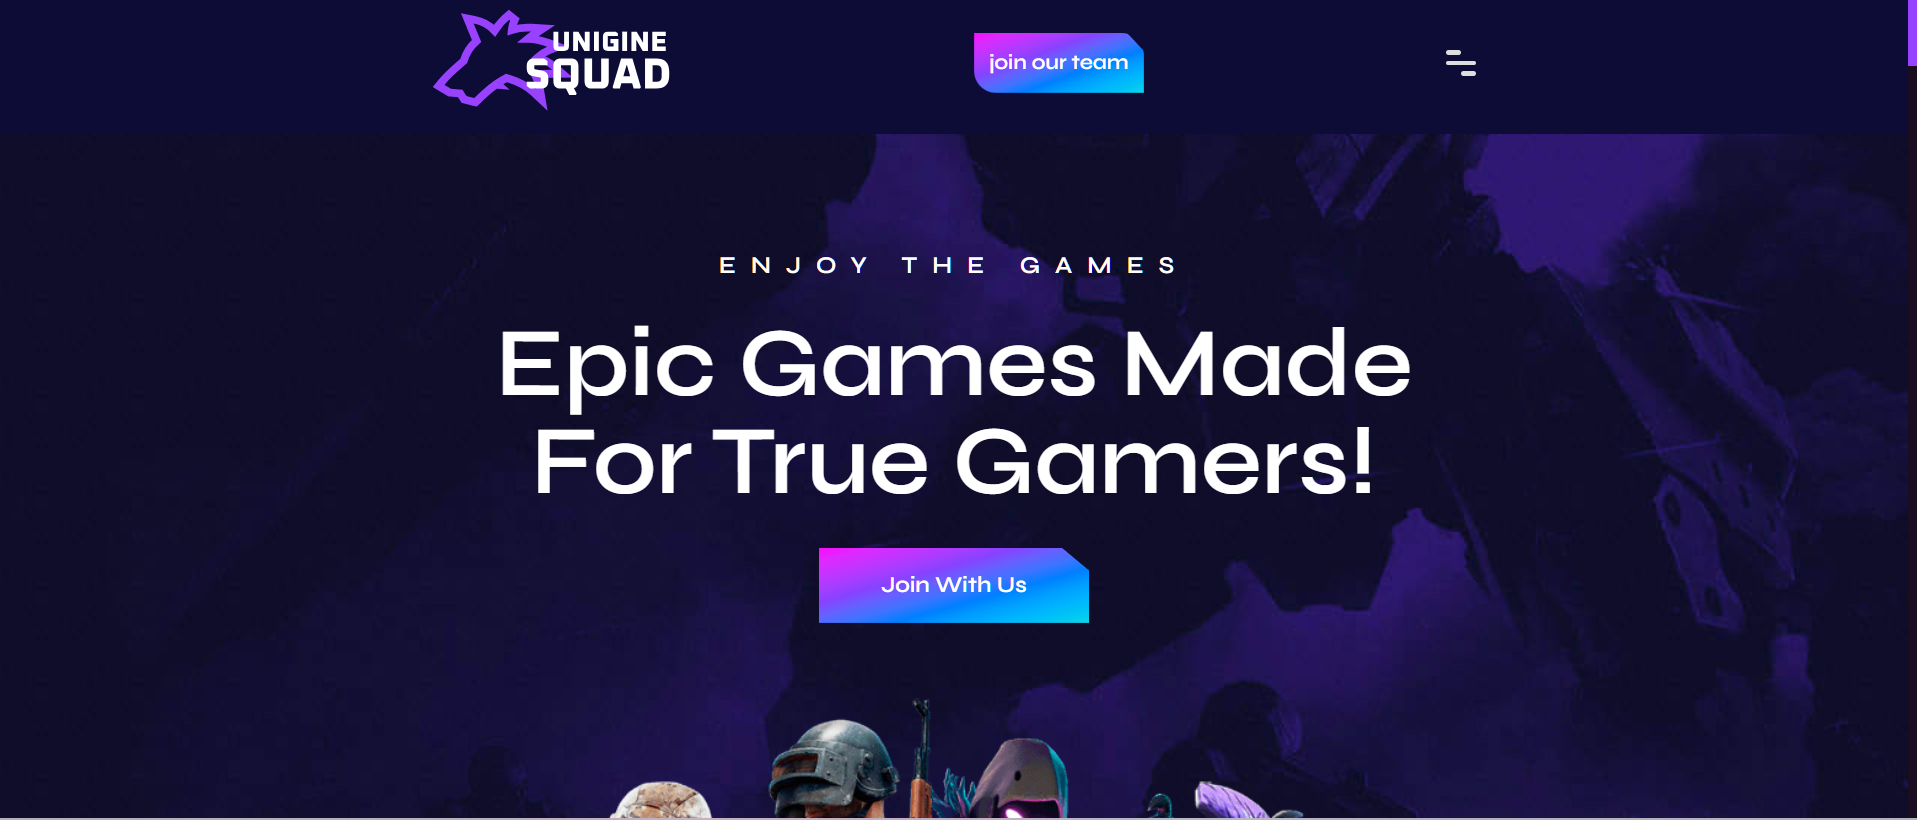 UNIGINE
SQUAD
join our team
ENJOY THE GAMES
Epic Games Made
For True Gamers!
Join With Us